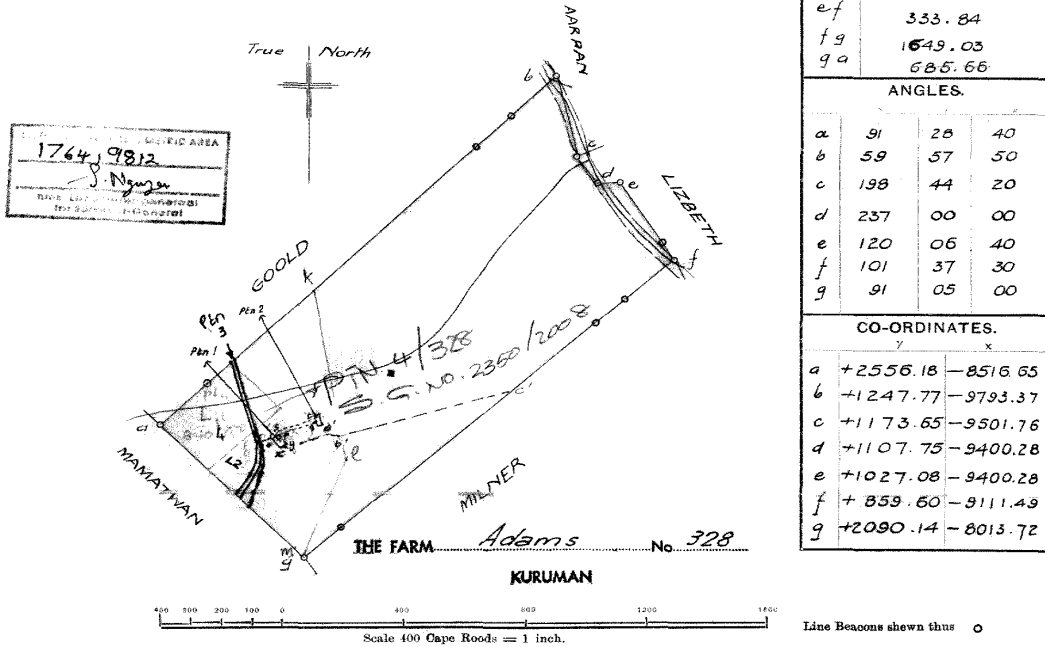 True North
AARRAN
b
c
d
e
LIZBETH
f
GOOLD
k
Ptn 3
Ptn 2
Ptn 1
PTN. 4/328
S.G. NO. 2350/2008
1764, 9812
a
L2
b'
e
c'
MAMATWAN
MILNER
m
g
THE FARM Adams No. 328
KURUMAN
400 300 200 100 0 400 800 1200 1600
Scale 400 Cape Roods = 1 inch.
Line Beacons shewn thus o
e f 333.84
f g 1649.03
g a 685.66
ANGLES.
a 91 28 40
b 59 57 50
c 198 44 20
d 237 00 00
e 120 06 40
f 101 37 30
g 91 05 00
CO-ORDINATES.
y x
a +2556.18 -8516.65
b +1247.77 -9793.37
c +1173.65 -9501.76
d +1107.75 -9400.28
e +1027.08 -9400.28
f + 859.60 -9111.49
g +2090.14 -8013.72